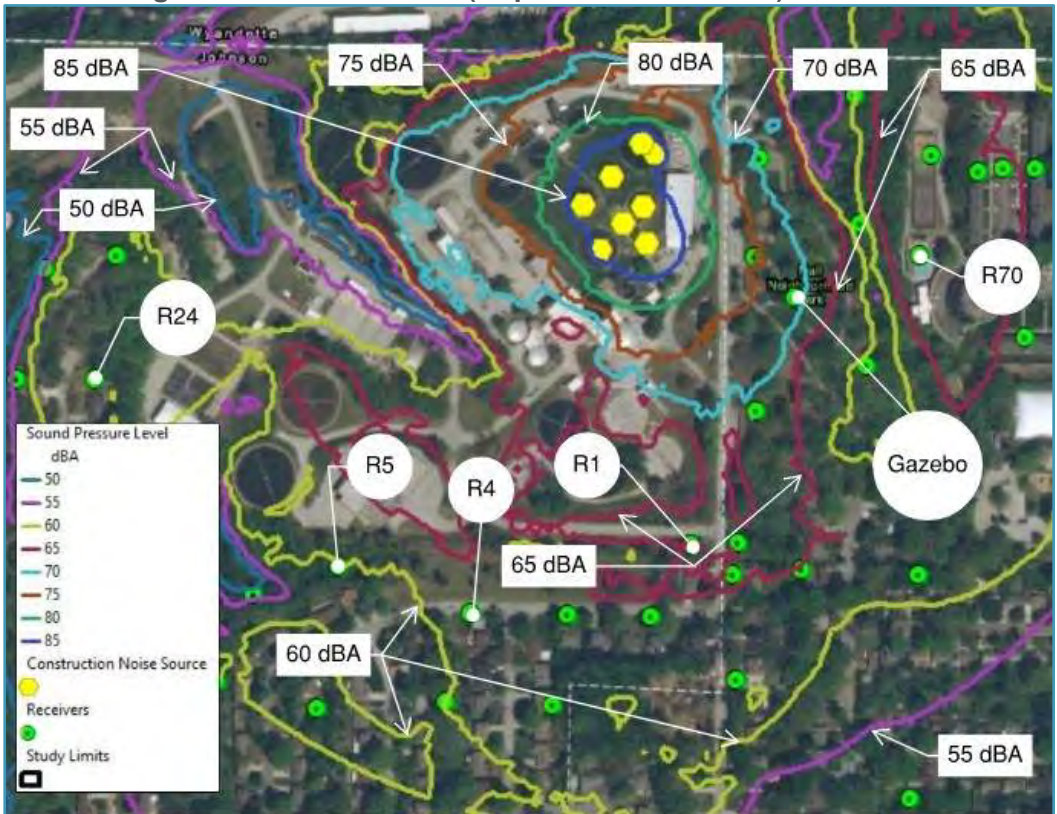 Wyandotte
Johnson
85 dBA
75 dBA
80 dBA
70 dBA
65 dBA
55 dBA
50 dBA
R24
R70
Gazebo
R5
R4
R1
65 dBA
60 dBA
55 dBA
Sound Pressure Level
dBA
50
55
60
65
70
75
80
85
Construction Noise Source
Receivers
Study Limits